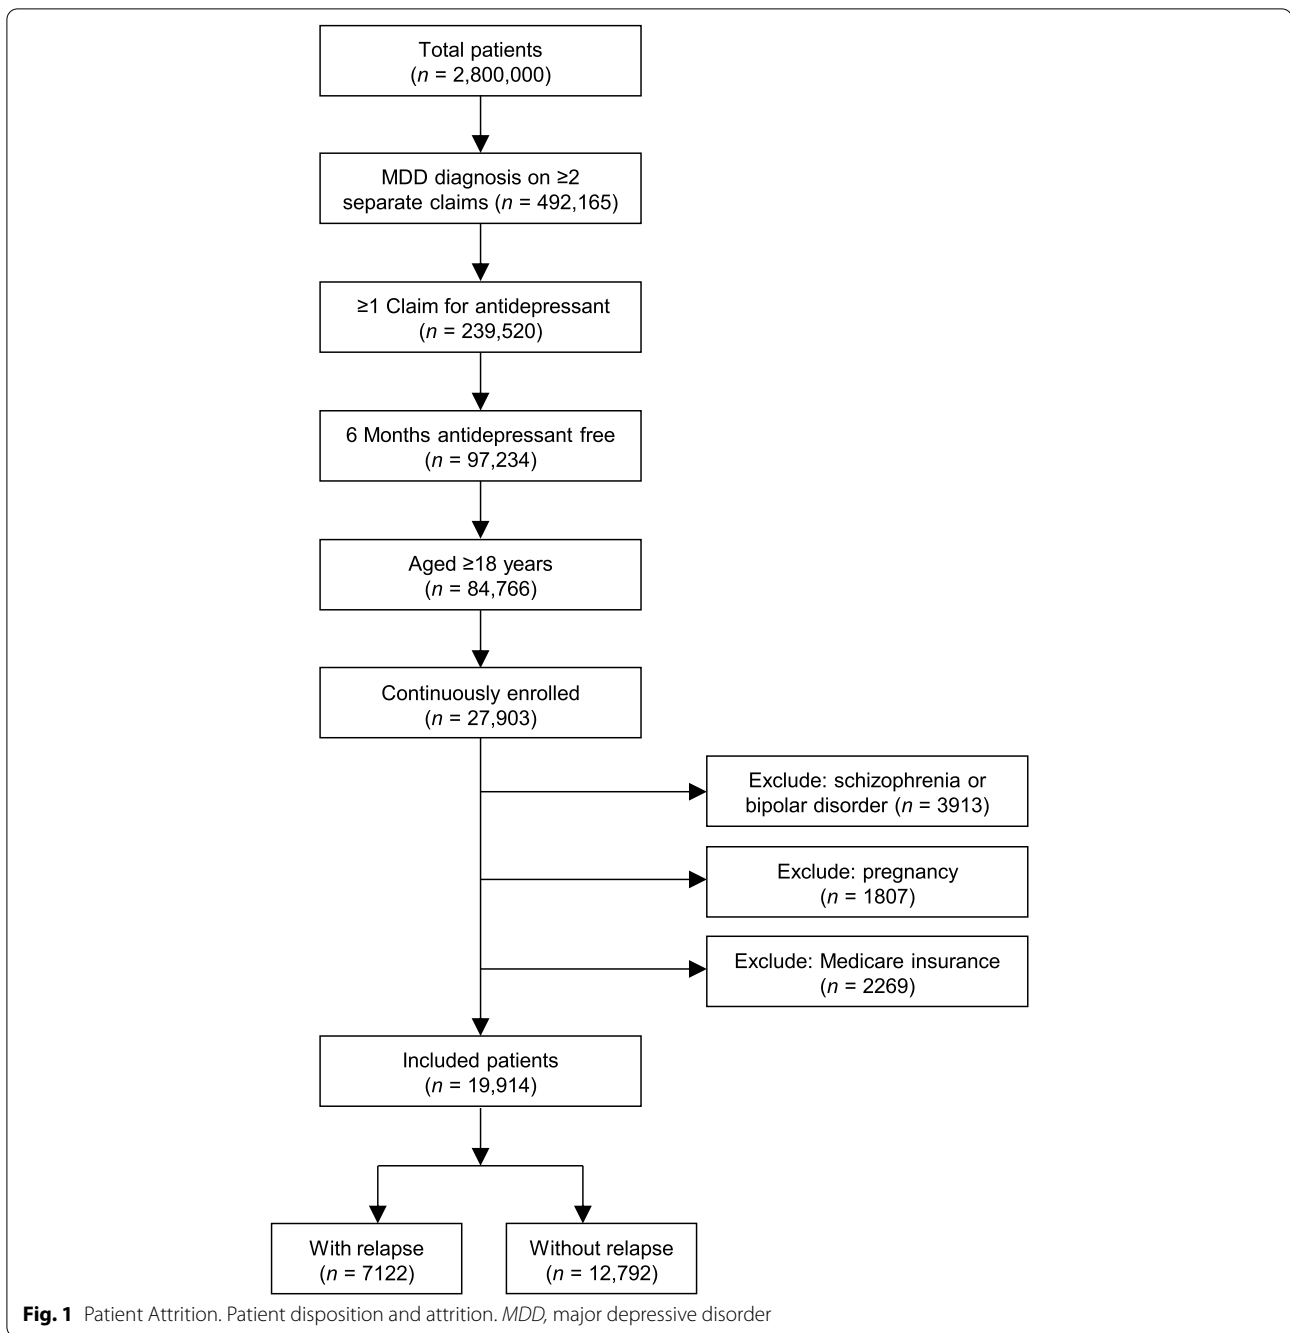 Total patients
(n = 2,800,000)
MDD diagnosis on ≥2
separate claims (n = 492,165)
≥1 Claim for antidepressant
(n = 239,520)
6 Months antidepressant free
(n = 97,234)
Aged ≥18 years
(n = 84,766)
Continuously enrolled
(n = 27,903)
Exclude: schizophrenia or
bipolar disorder (n = 3913)
Exclude: pregnancy
(n = 1807)
Exclude: Medicare insurance
(n = 2269)
Included patients
(n = 19,914)
With relapse
(n = 7122)
Without relapse
(n = 12,792)
Fig. 1 Patient Attrition. Patient disposition and attrition. MDD, major depressive disorder